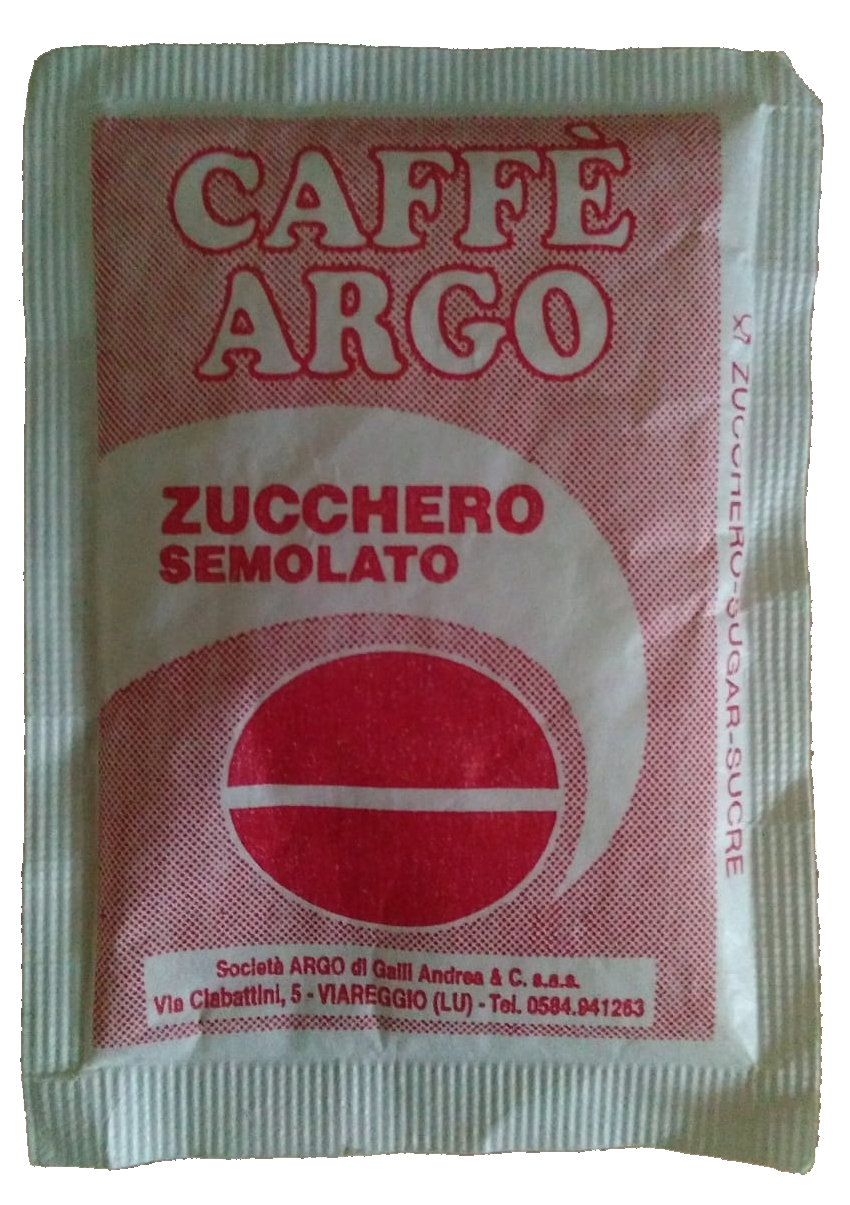 CAFFÈ
ARGO
ZUCCHERO
SEMOLATO
Società ARGO di Galli Andrea & C. s.a.s.
Via Ciabattini, 5 - VIAREGGIO (LU) - Tel. 0584.941263
ZUCCHERO-SUGAR-SUCRE